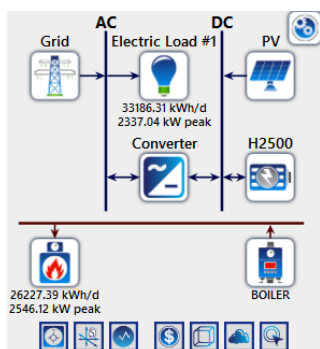 AC DC
Grid Electric Load #1 PV
33186.31 kWh/d
2337.04 kW peak
Converter H2500
26227.39 kWh/d
2546.12 kW peak
BOILER